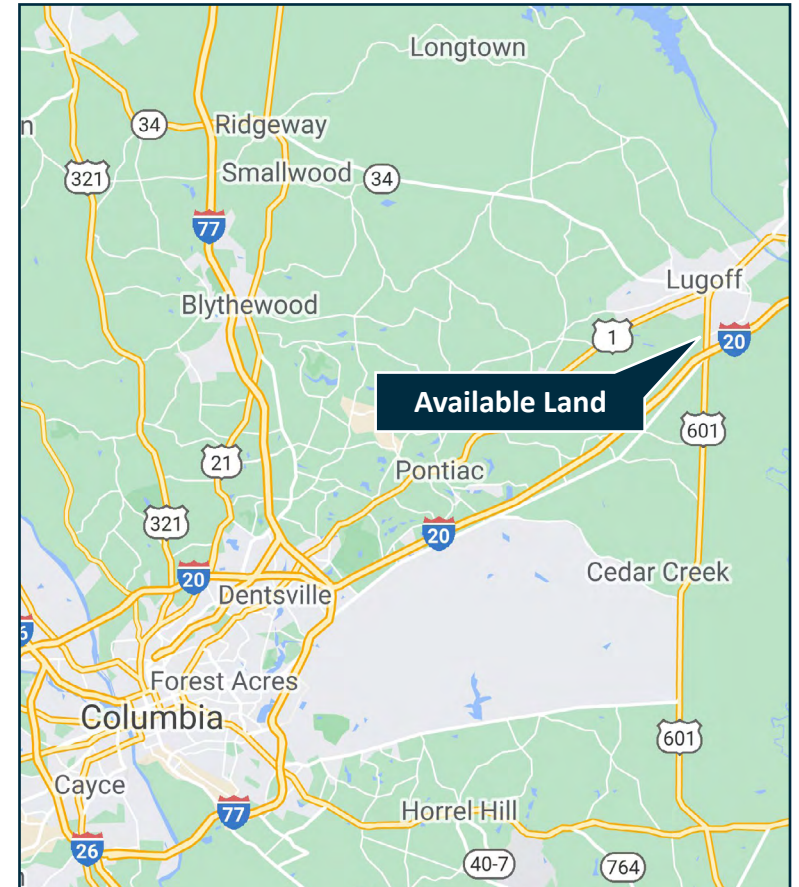 Longtown
n
34
Ridgeway
321
Smallwood
34
77
Lugoff
Blythewood
1
20
Available Land
601
21
Pontiac
321
20
20
Cedar Creek
Dentsville
6
Forest Acres
Columbia
601
Cayce
77
Horrel Hill
26
40-7
764